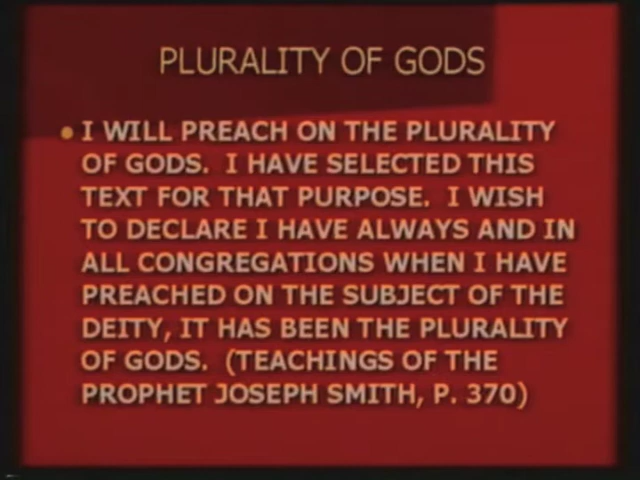 PLURALITY OF GODS
• I WILL PREACH ON THE PLURALITY
OF GODS. I HAVE SELECTED THIS
TEXT FOR THAT PURPOSE. I WISH
TO DECLARE I HAVE ALWAYS AND IN
ALL CONGREGATIONS WHEN I HAVE
PREACHED ON THE SUBJECT OF THE
DEITY, IT HAS BEEN THE PLURALITY
OF GODS. (TEACHINGS OF THE
PROPHET JOSEPH SMITH, P. 370)